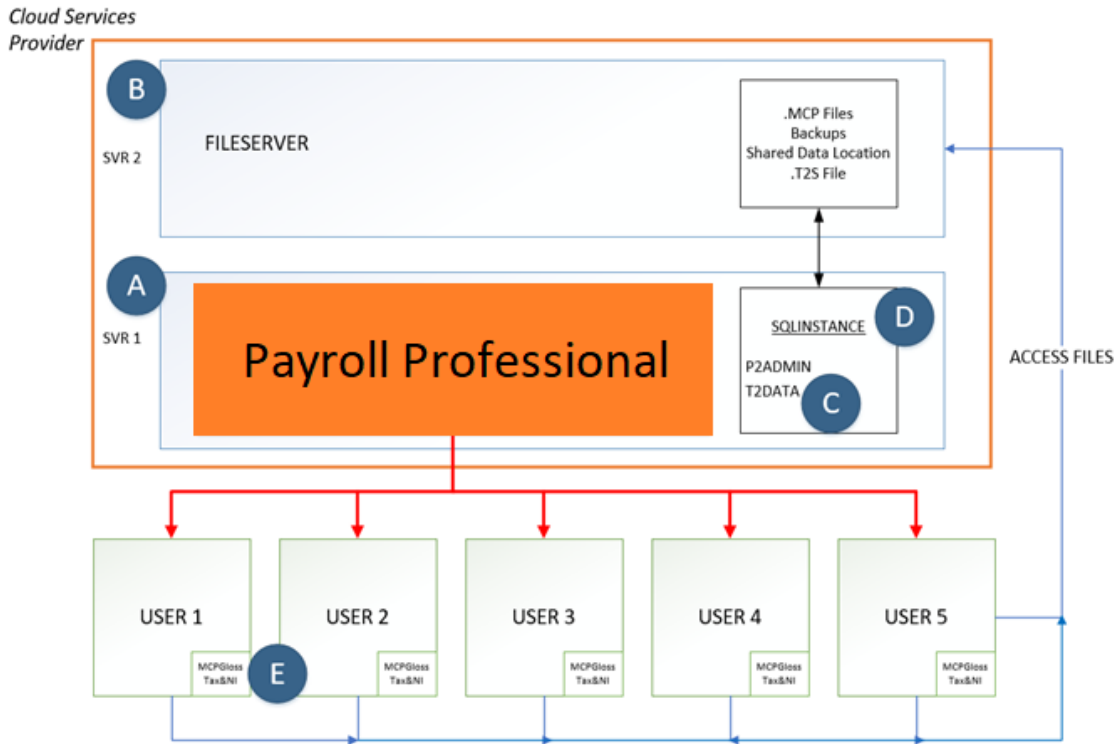 Cloud Services
Provider
B
SVR 2
FILESERVER
.MCP Files
Backups
Shared Data Location
.T2S File
A
SVR 1
Payroll Professional
SQLINSTANCE
D
P2ADMIN
T2DATA
C
ACCESS FILES
USER 1
MCPGloss
Tax&NI
E
USER 2
MCPGloss
Tax&NI
USER 3
MCPGloss
Tax&NI
USER 4
MCPGloss
Tax&NI
USER 5
MCPGloss
Tax&NI